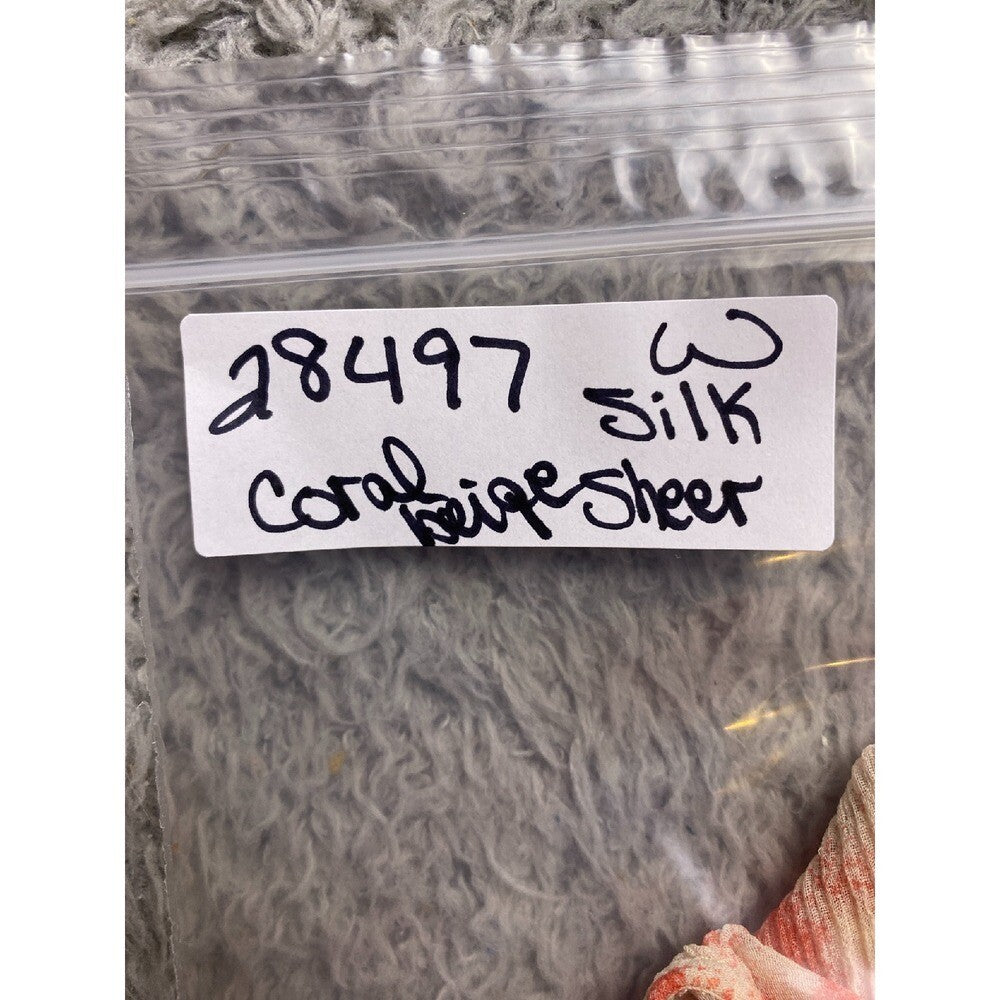 28497 W
Silk
Coral beige Sheer